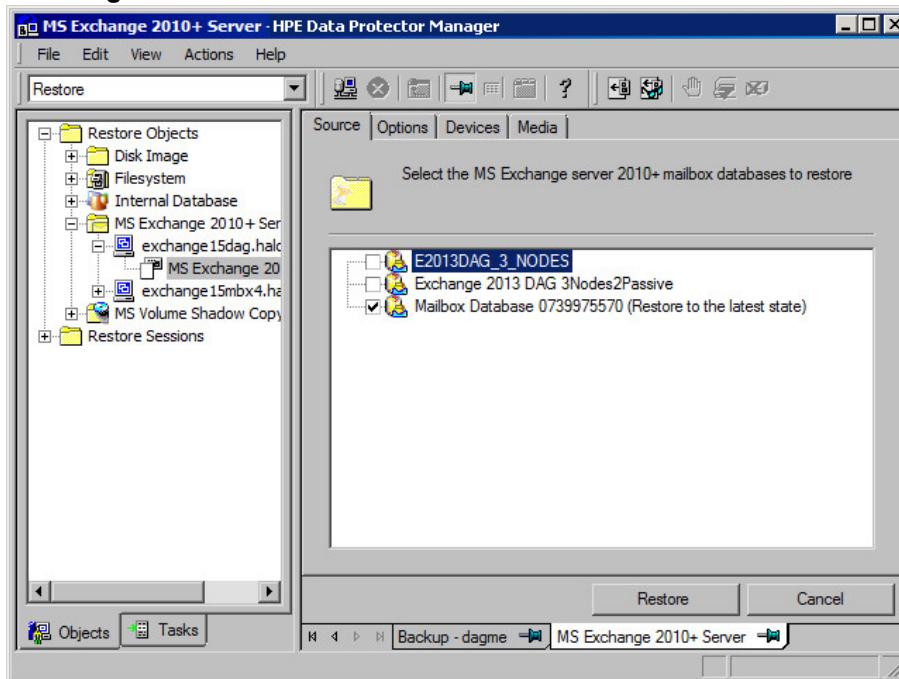 MS Exchange 2010+ Server - HPE Data Protector Manager
File Edit View Actions Help
Restore
Source Options Devices Media
Restore Objects
Disk Image
Filesystem
Internal Database
MS Exchange 2010+ Ser
exchange15dag.halo
MS Exchange 20
exchange15mbx4.ha
MS Volume Shadow Copy
Restore Sessions
Select the MS Exchange server 2010+ mailbox databases to restore
E2013DAG_3_NODES
Exchange 2013 DAG 3Nodes2Passive
Mailbox Database 0739975570 (Restore to the latest state)
Restore Cancel
Objects Tasks
Backup - dagme MS Exchange 2010+ Server